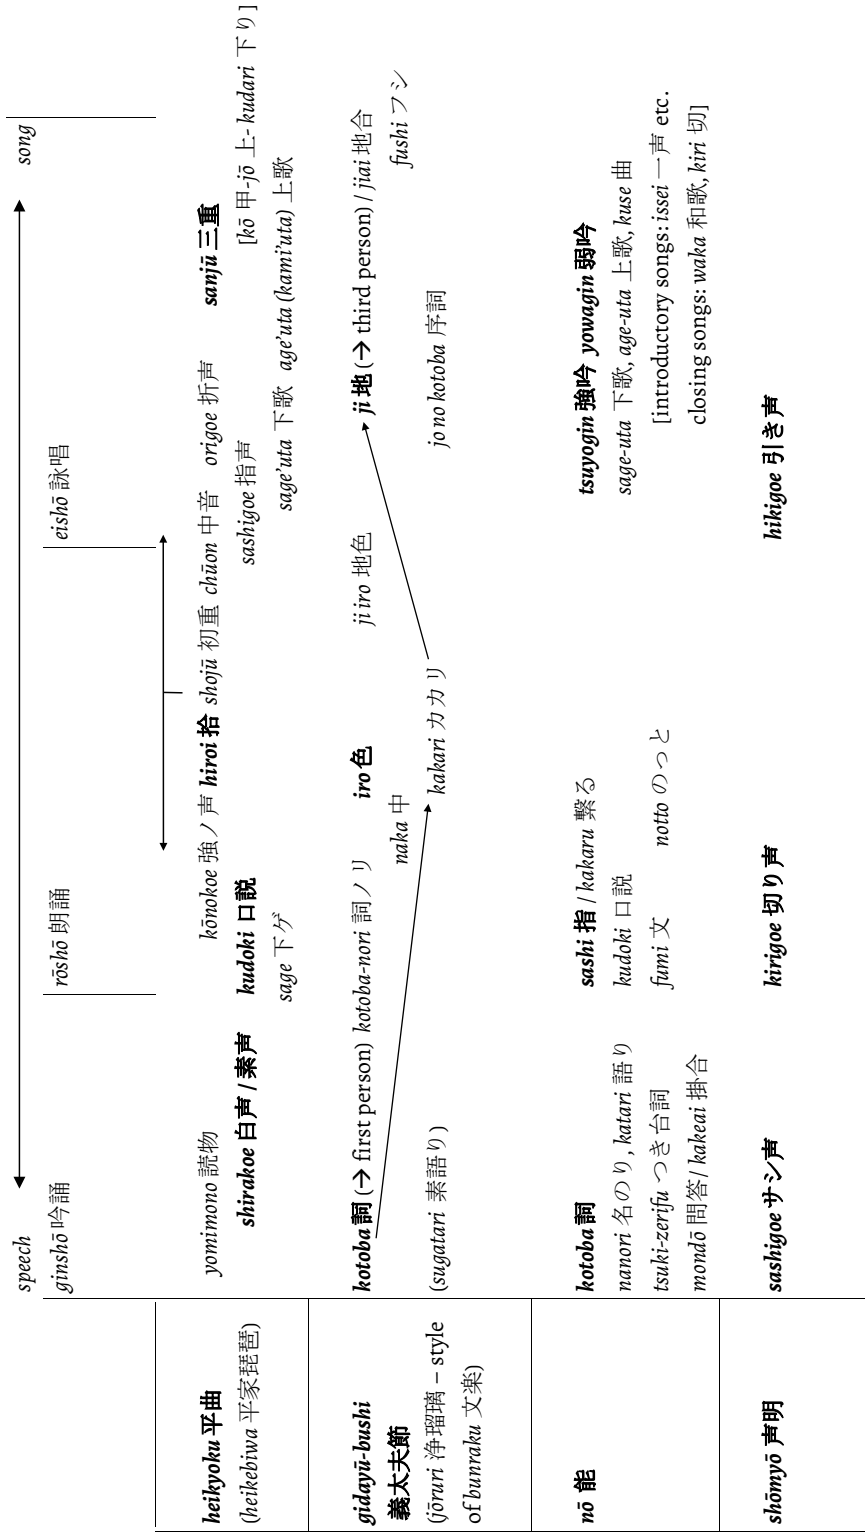 speech song
ginshō 吟誦 rōshō 朗誦 eishō 詠唱
heikyoku 平曲
(heikebiwa 平家琵琶)
yomimono 読物 kōnokoe 強ノ声 hiroi 拾 shojū 初重 chūon 中音 origoe 折声 sanjū 三重
shirakoe 白声 / 素声 kudoki 口説 sashigoe 指声 [kō 甲-jō 上- kudari 下り]
sage 下ゲ sage'uta 下歌 age'uta (kami'uta) 上歌
gidayū-bushi
義太夫節
(jōruri 浄瑠璃 – style
of bunraku 文楽)
kotoba 詞 (→ first person) kotoba-nori 詞ノリ iro 色 ji iro 地色 ji 地 (→ third person) / jiai 地合
naka 中 fushi フシ
(sugatari 素語り) kakari カカリ jo no kotoba 序詞
nō 能
kotoba 詞 sashi 指 / kakaru 繋る tsuyogin 強吟 yowagin 弱吟
nanori 名のり, katari 語り kudoki 口説 sage-uta 下歌, age-uta 上歌, kuse 曲
tsuki-zerifu つき台詞 fumi 文 notto のっと [introductory songs: issei 一声 etc.
mondō 問答 / kakeai 掛合 closing songs: waka 和歌, kiri 切]
shōmyō 声明
sashigoe サシ声 kirigoe 切り声 hikigoe 引き声